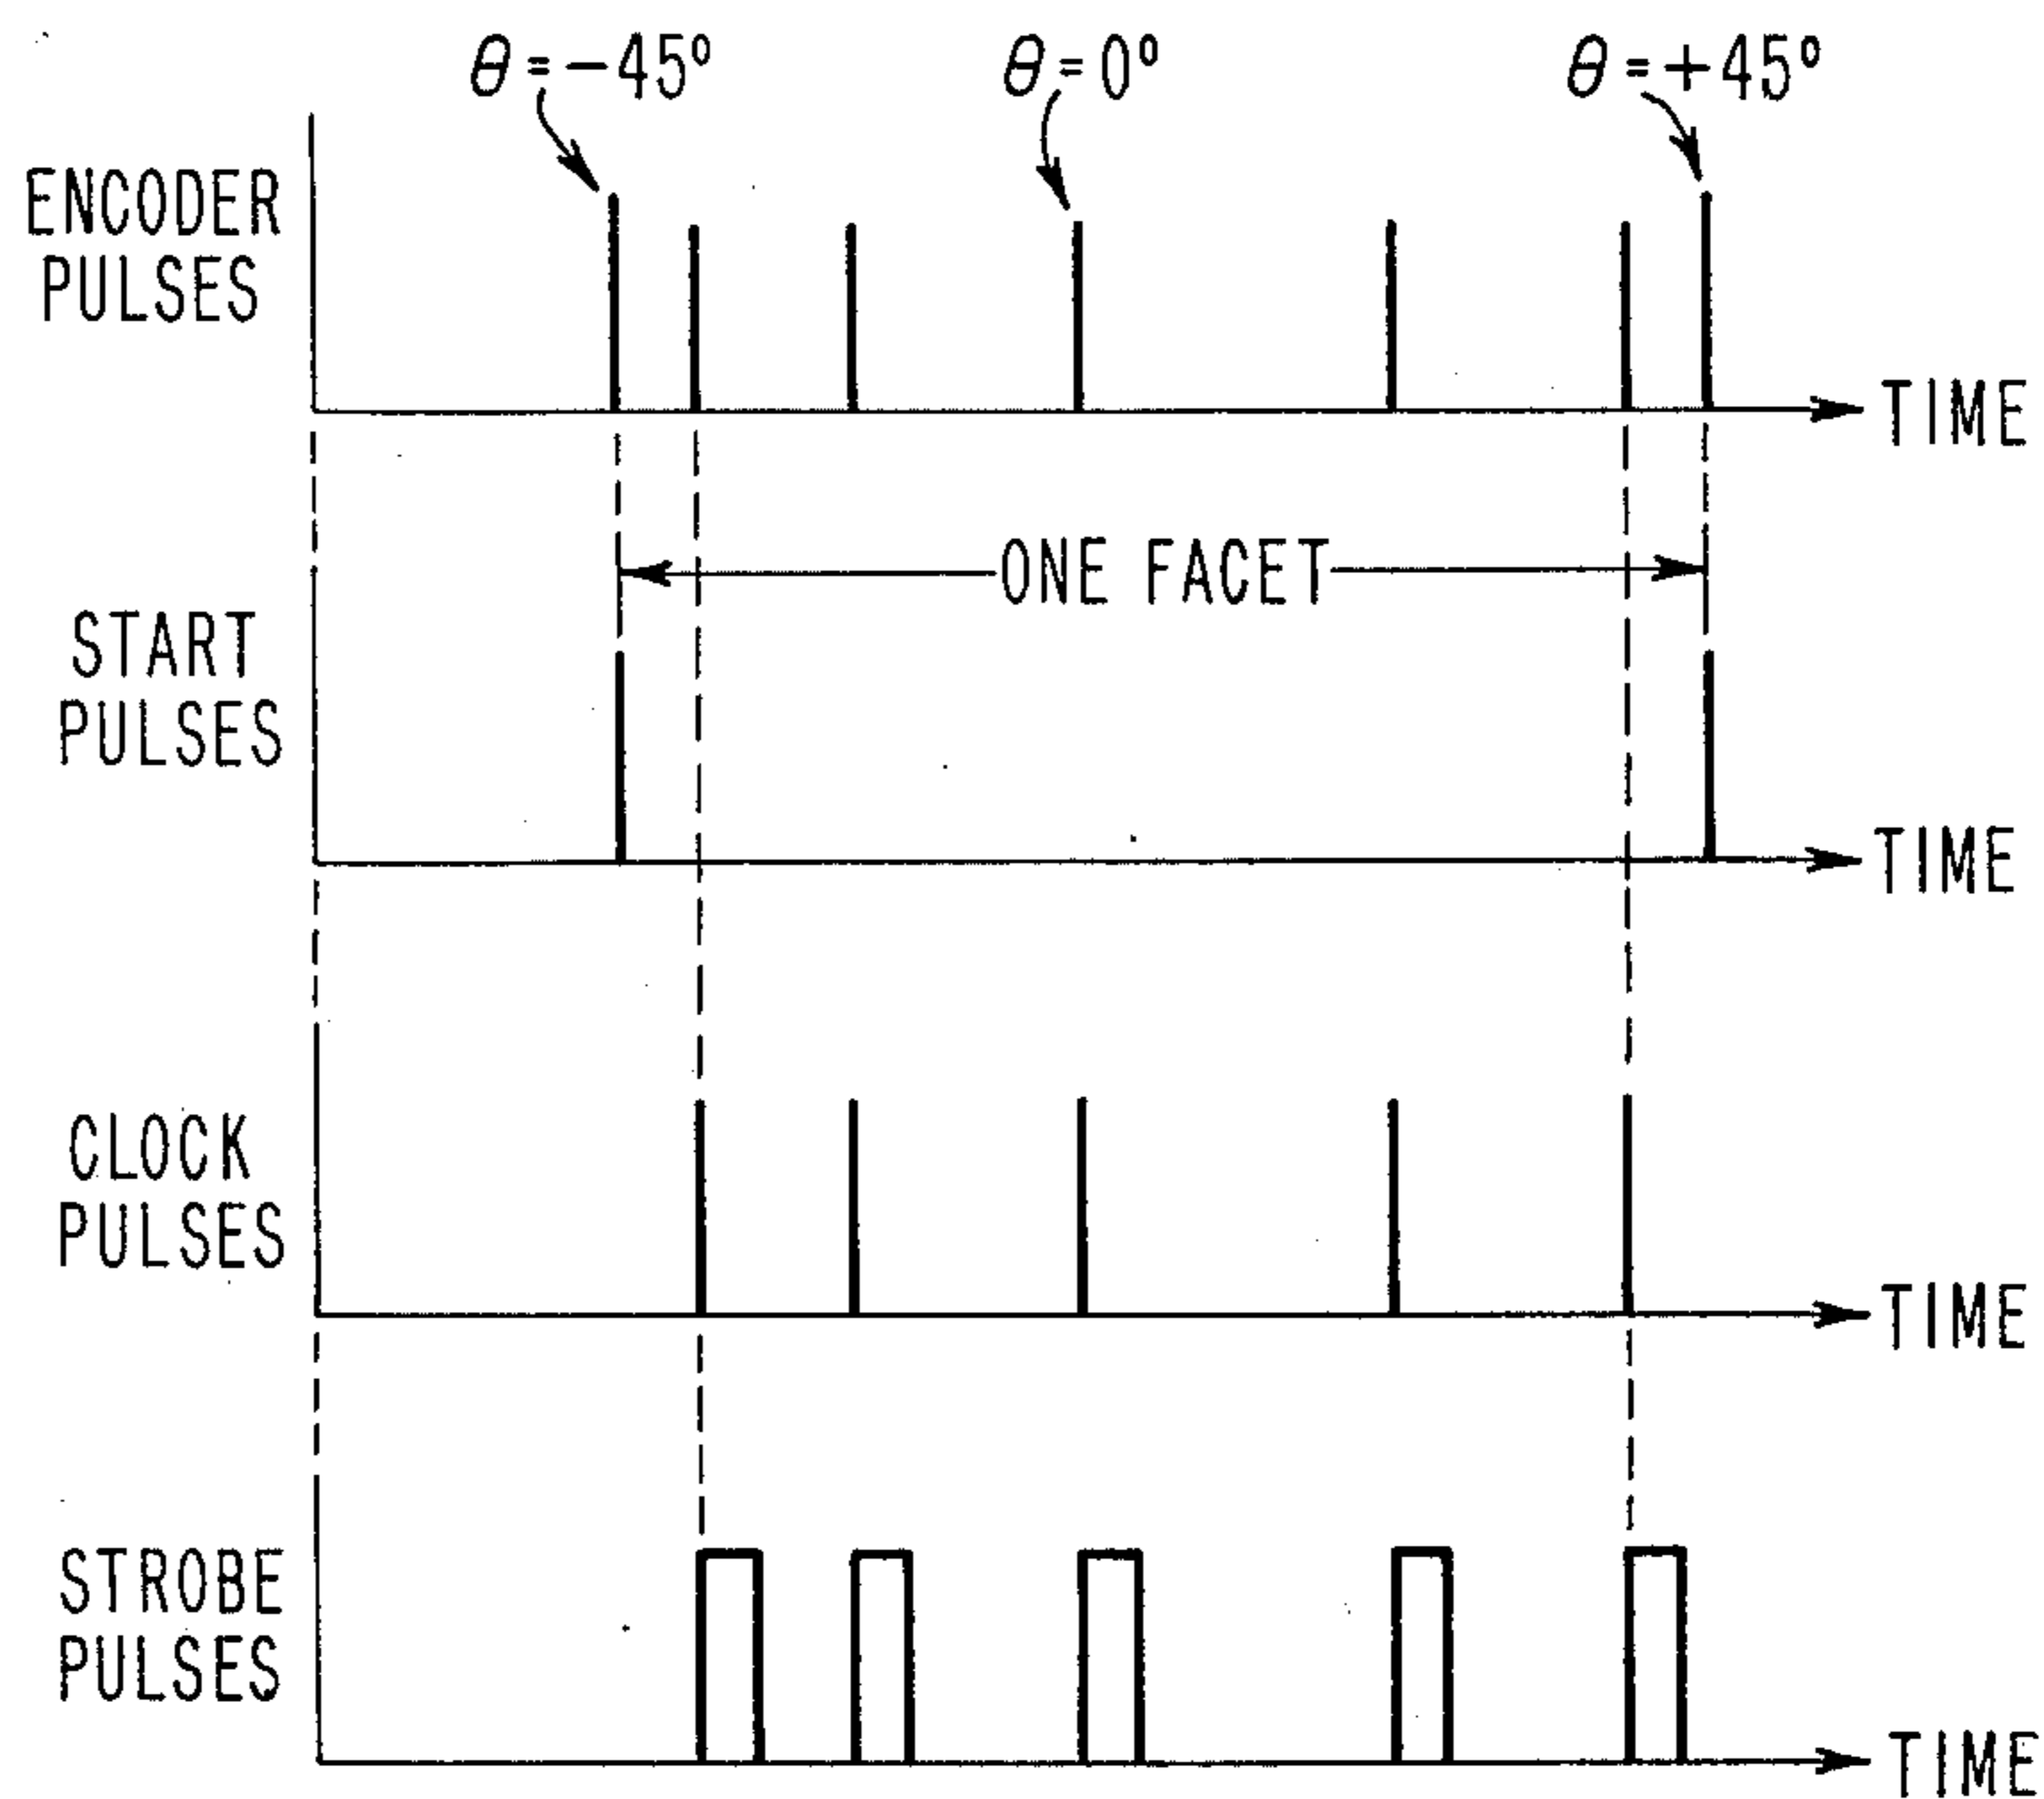 θ=-45°
θ=0°
θ=+45°
ENCODER
PULSES
TIME
ONE FACET
START
PULSES
TIME
CLOCK
PULSES
TIME
STROBE
PULSES
TIME